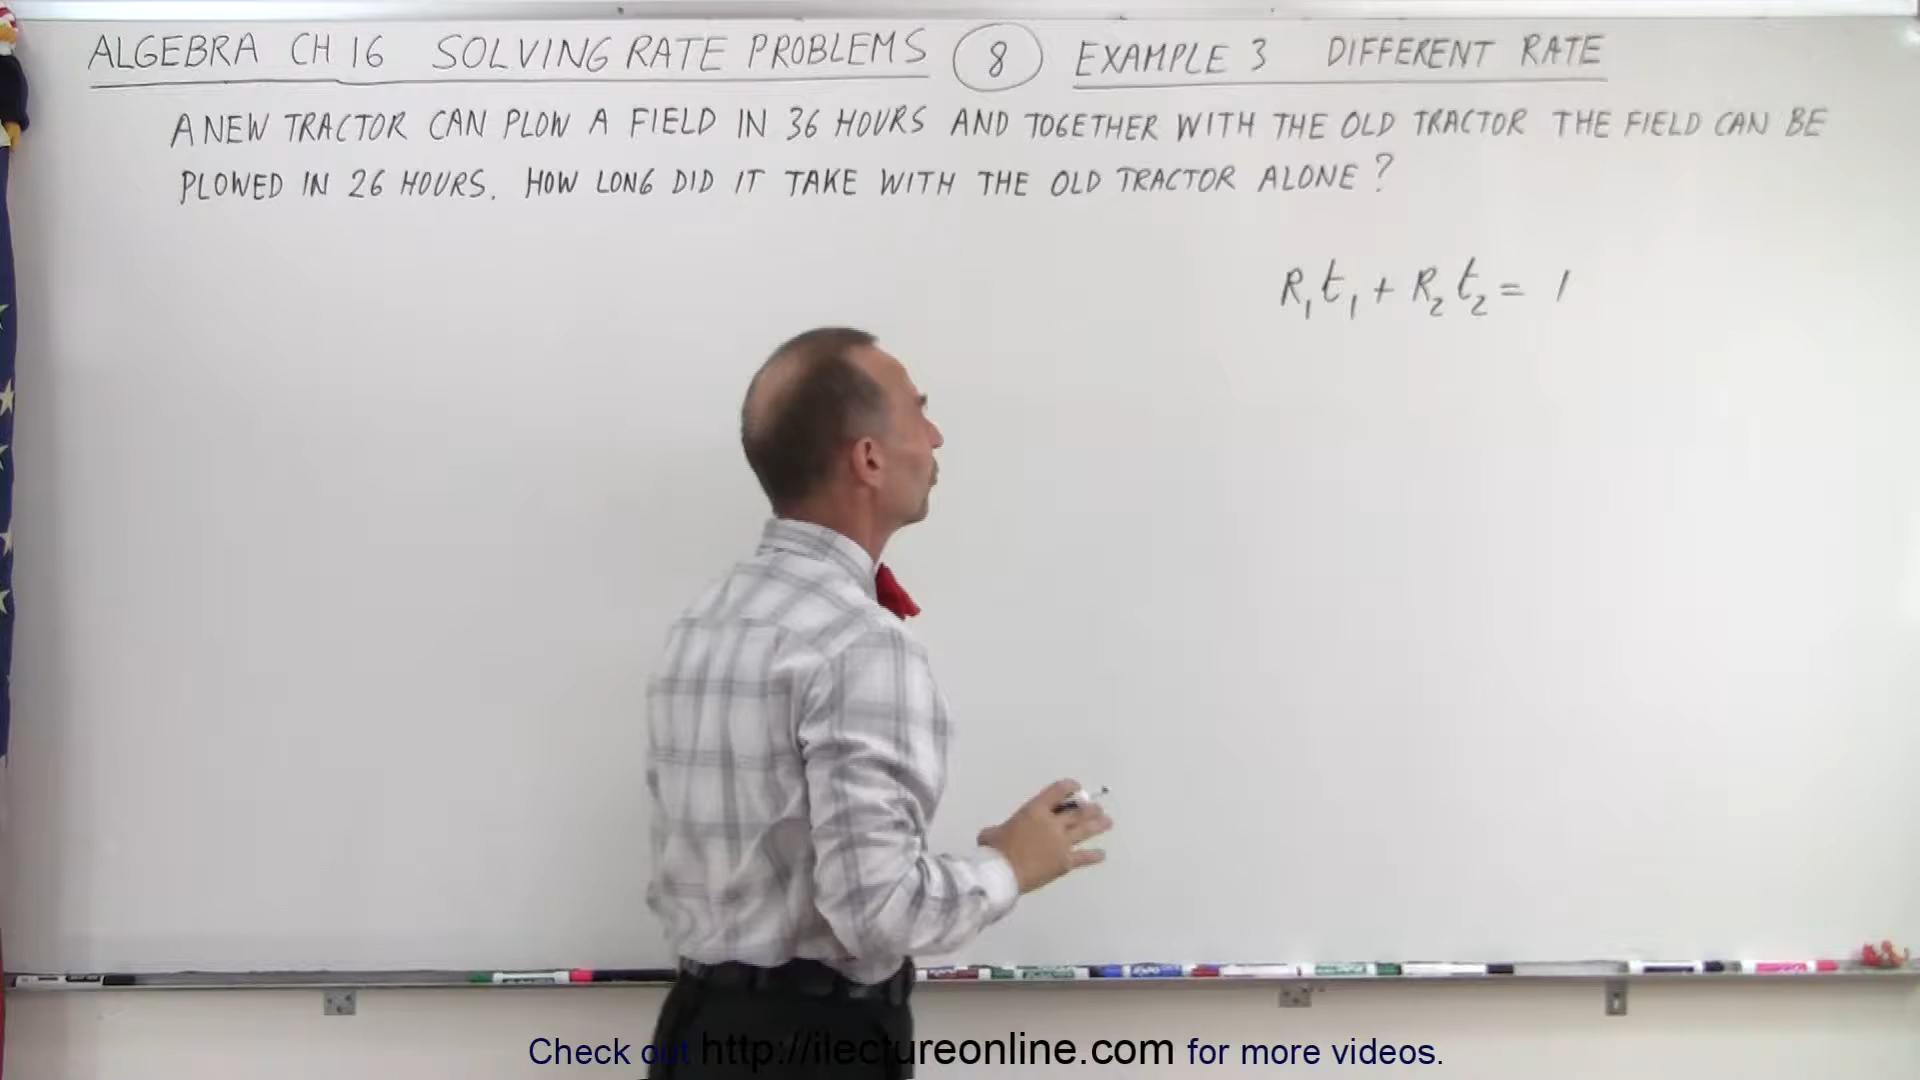 ALGEBRA CH 16 SOLVING RATE PROBLEMS 8 EXAMPLE 3 DIFFERENT RATE
A NEW TRACTOR CAN PLOW A FIELD IN 36 HOURS AND TOGETHER WITH THE OLD TRACTOR THE FIELD CAN BE
PLOWED IN 26 HOURS. HOW LONG DID IT TAKE WITH THE OLD TRACTOR ALONE?
R₁t₁ + R₂t₂ = 1
Check out http://ilectureonline.com for more videos.